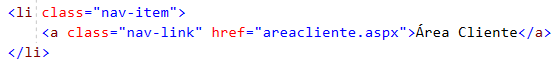 <li class="nav-item">
<a class="nav-link" href="areacliente.aspx">Área Cliente</a>
</li>